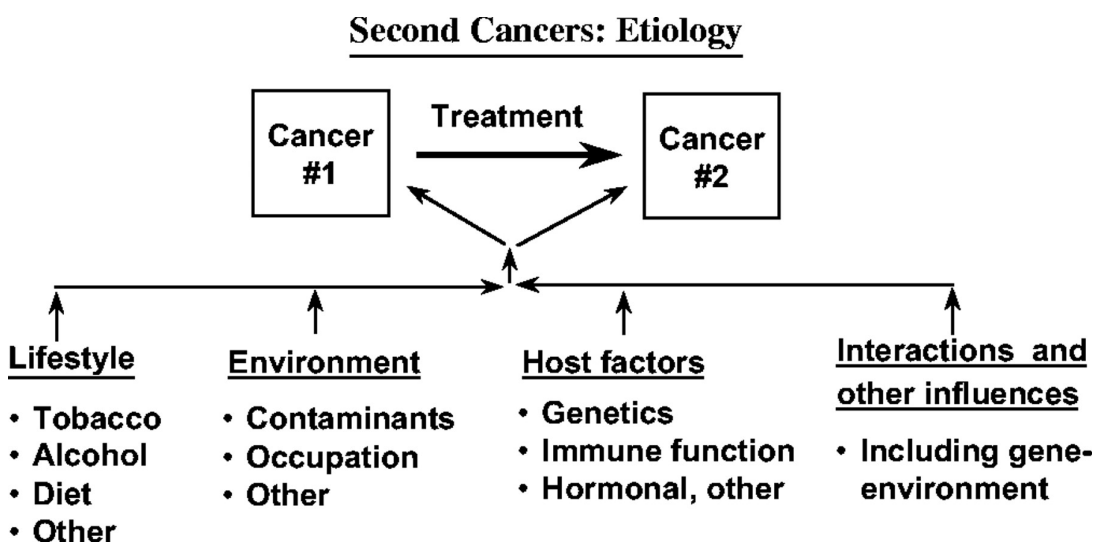 Second Cancers: Etiology
Cancer
#1
Treatment
Cancer
#2
Lifestyle
• Tobacco
• Alcohol
• Diet
• Other
Environment
• Contaminants
• Occupation
• Other
Host factors
• Genetics
• Immune function
• Hormonal, other
Interactions and
other influences
• Including gene-
environment